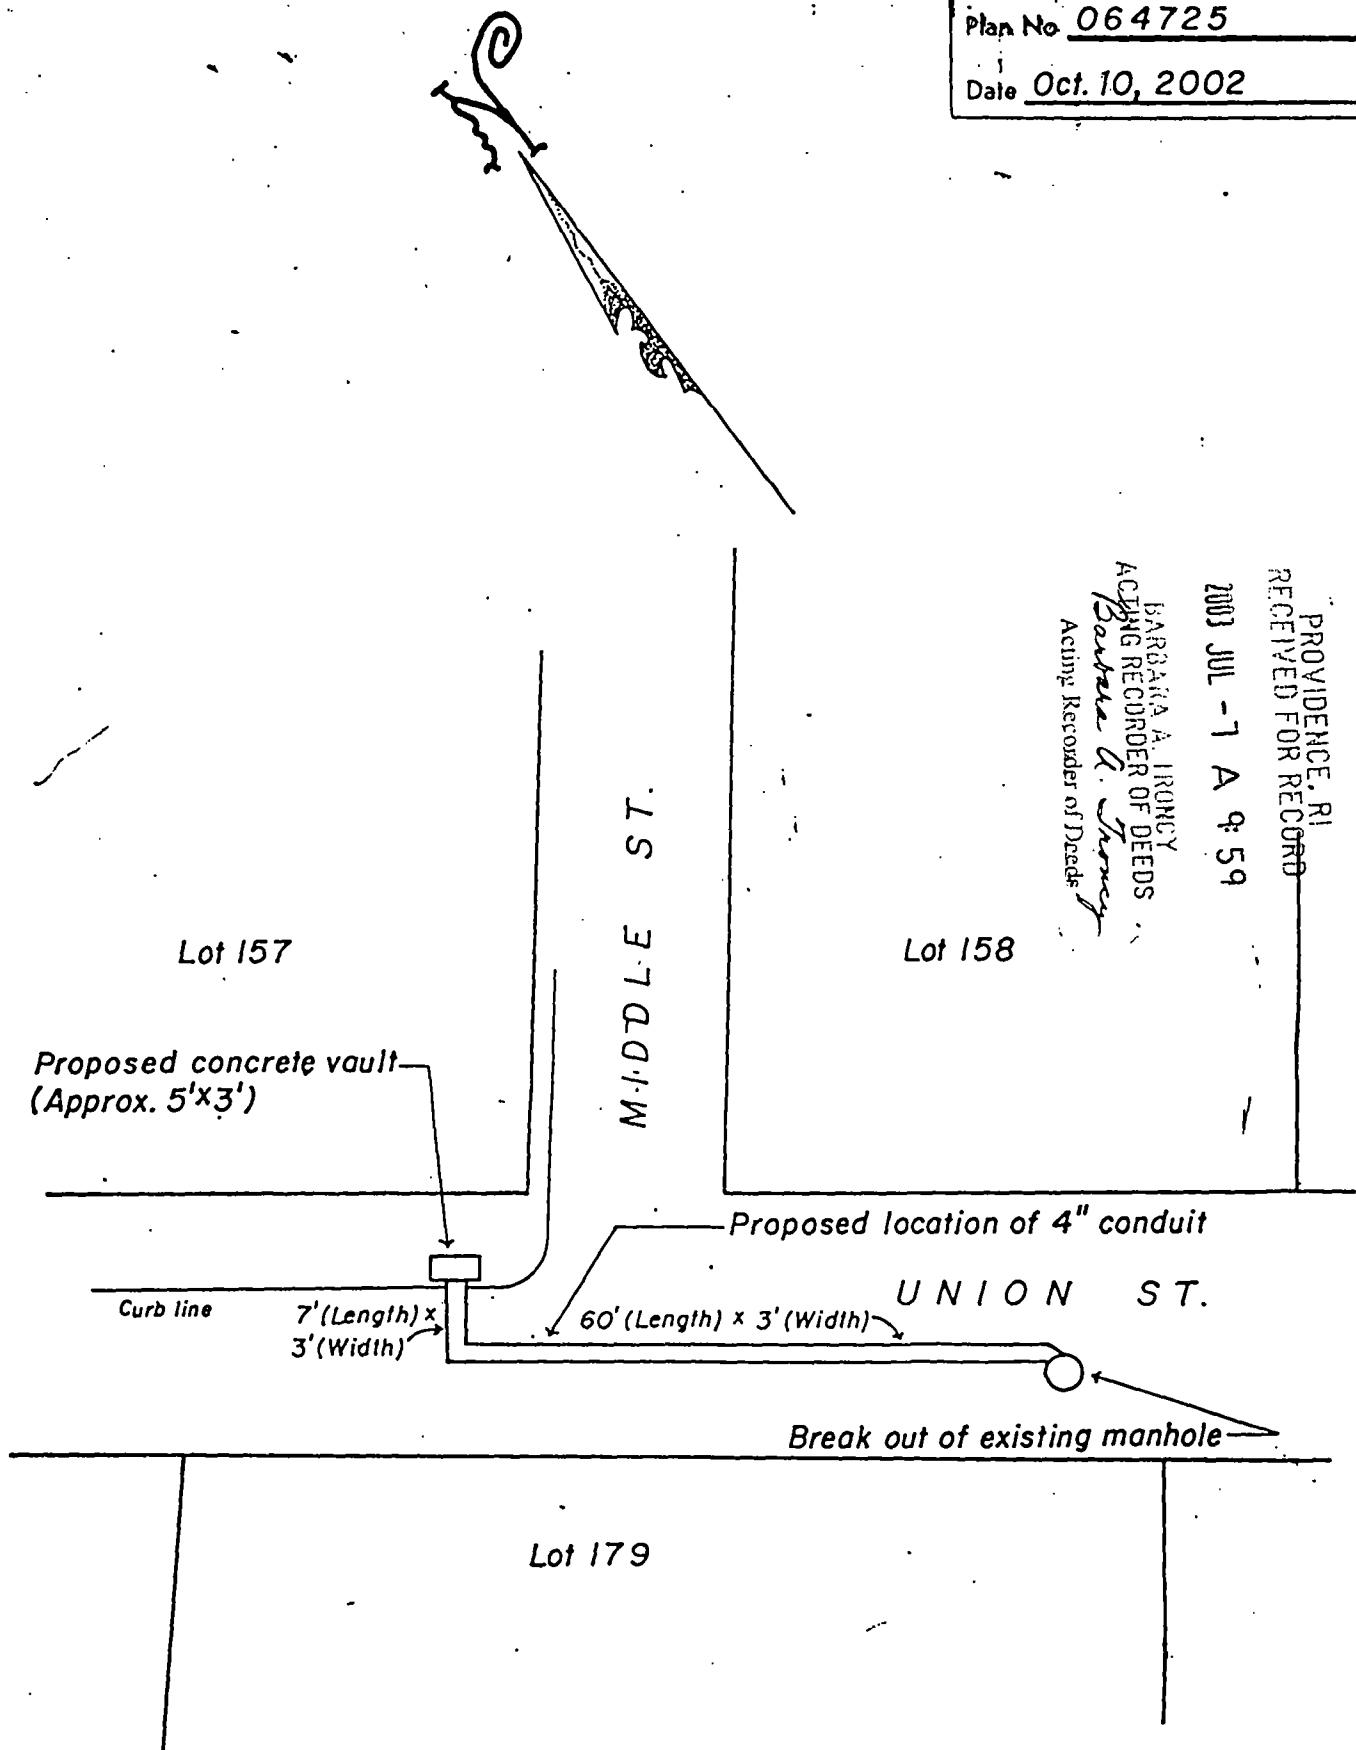 Plan No 064725
Date Oct. 10, 2002
PROVIDENCE, RI
RECEIVED FOR RECORD
2003 JUL -7 A 9:59
BARBARA A. TRONCY
ACTING RECORDER OF DEEDS
Barbara A. Troncy
Acting Recorder of Deeds
MIDDLE ST.
Lot 157
Lot 158
Proposed concrete vault
(Approx. 5'x3')
Proposed location of 4" conduit
UNION ST.
Curb line
7' (Length) x
3' (Width)
60' (Length) x 3' (Width)
Break out of existing manhole
Lot 179